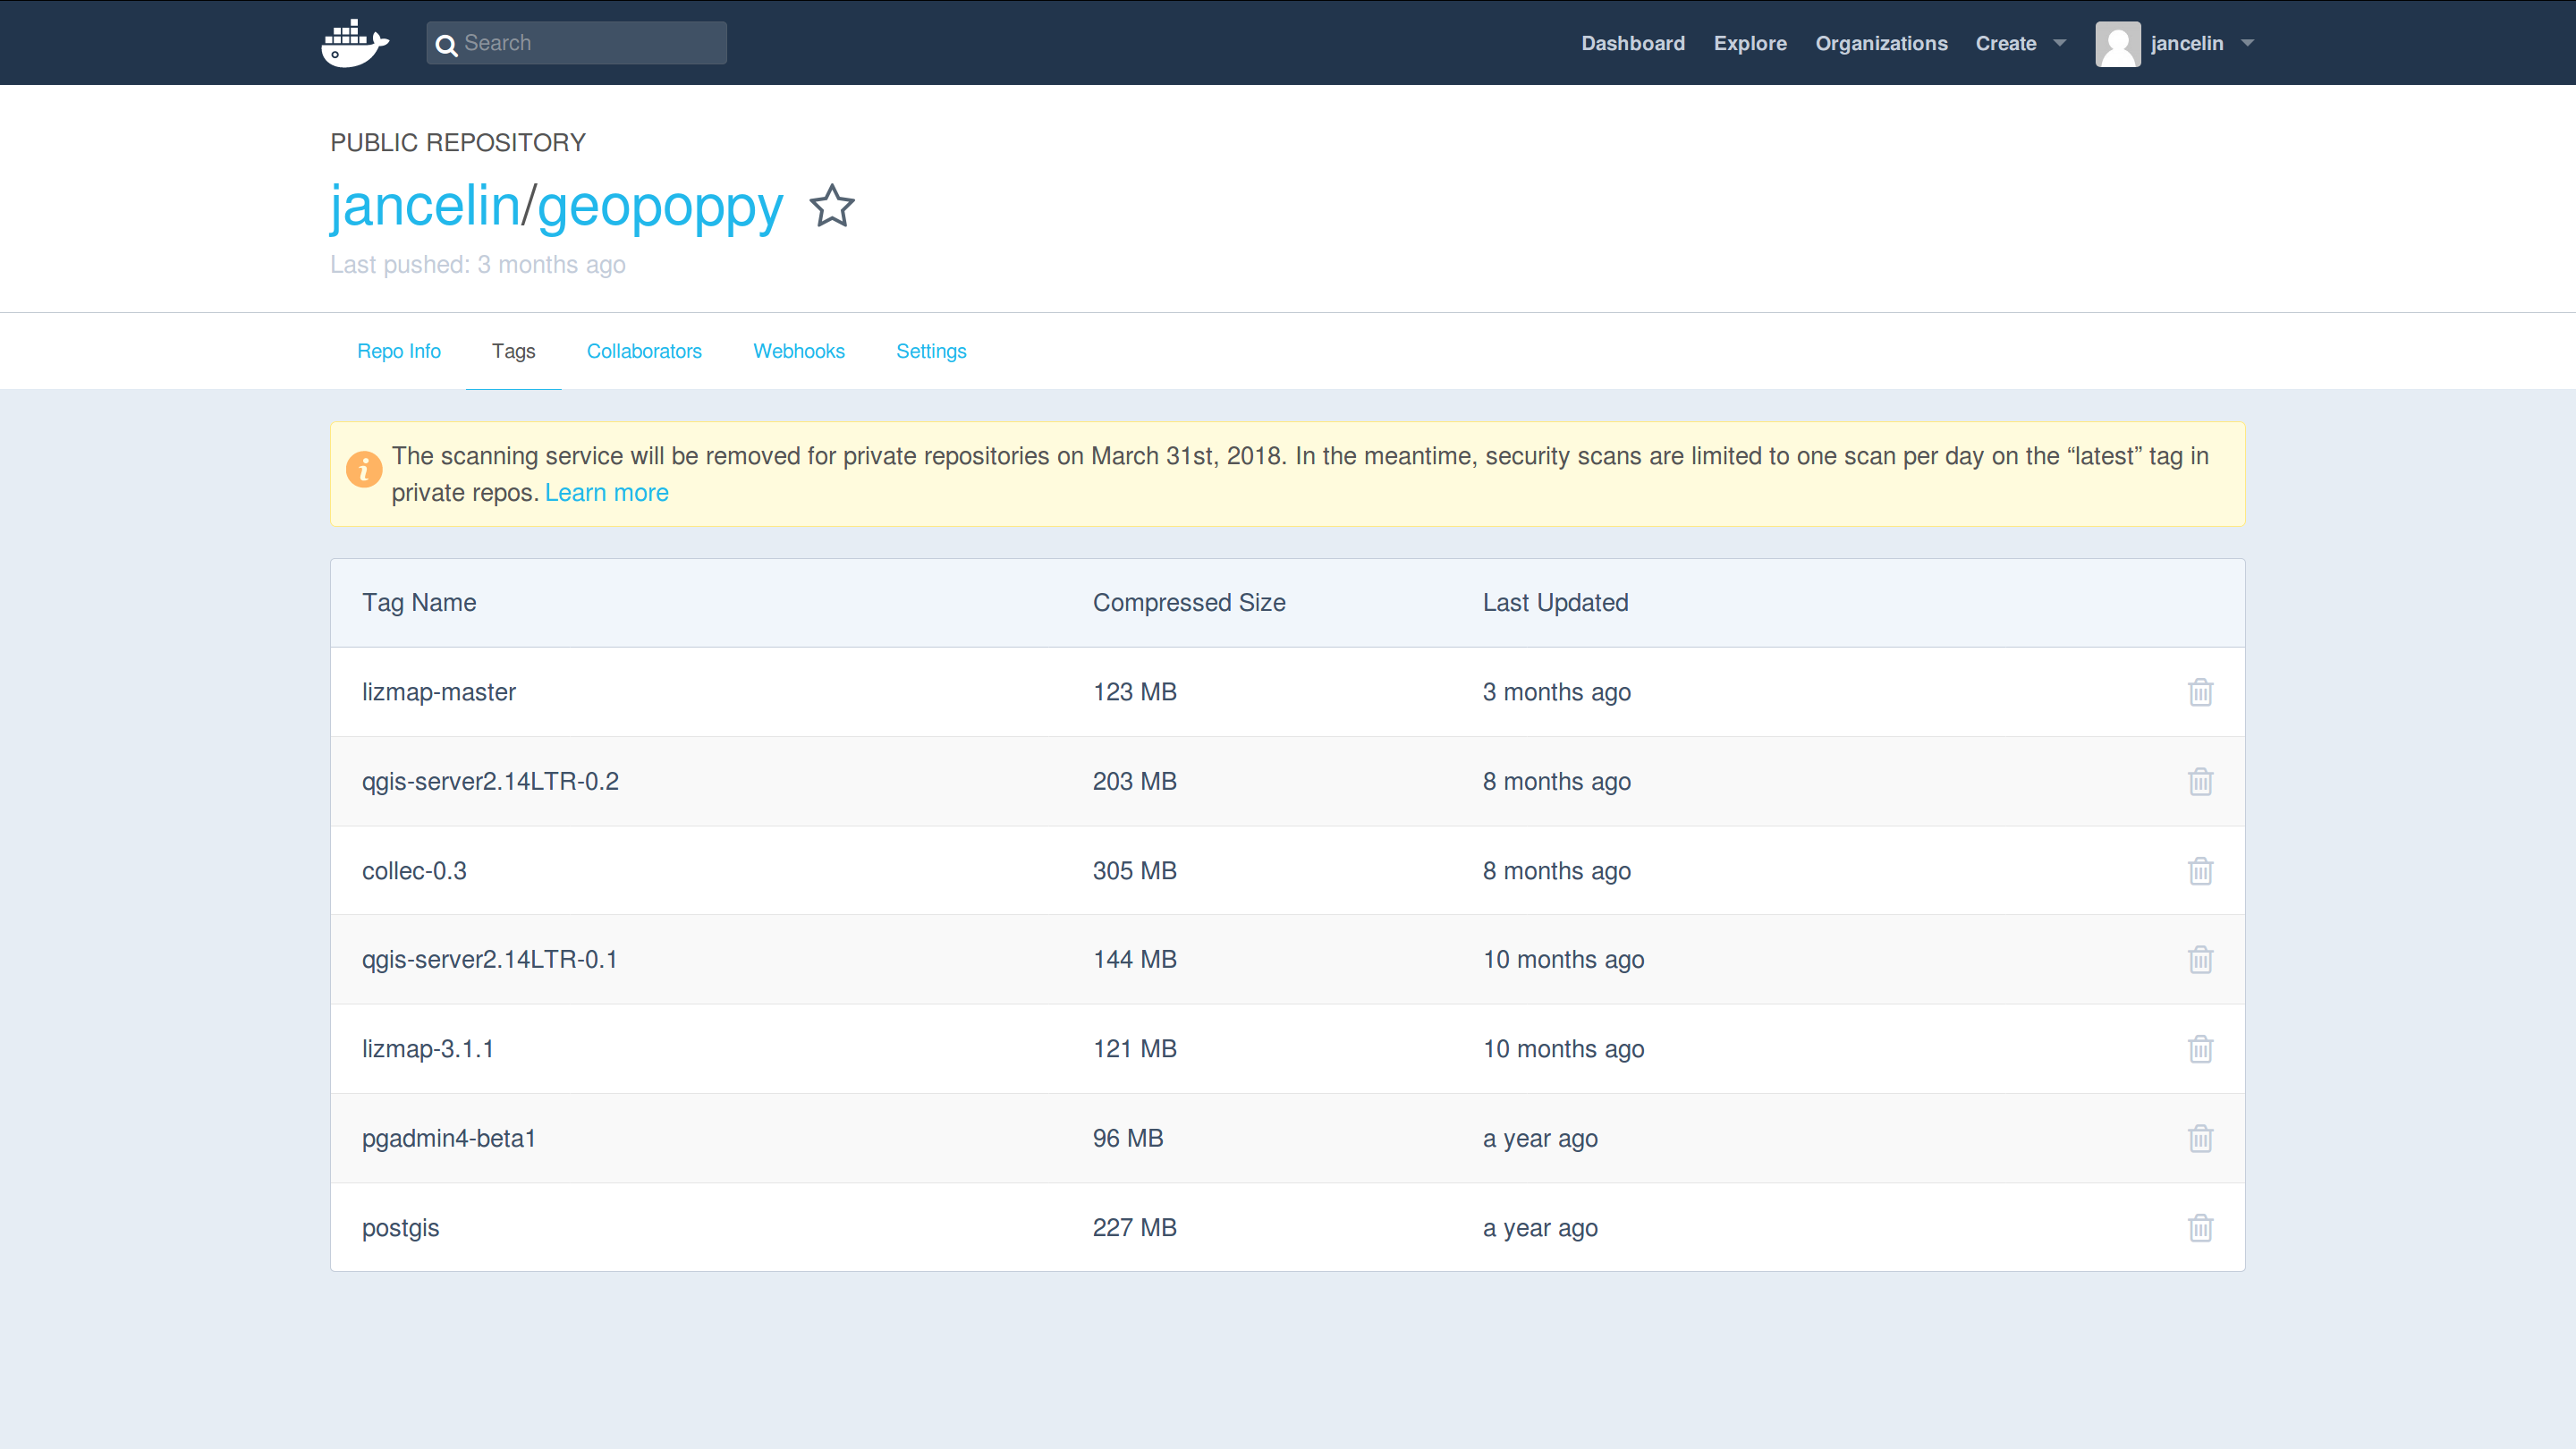 Search
Dashboard Explore Organizations Create jancelin
PUBLIC REPOSITORY
jancelin/geopoppy
Last pushed: 3 months ago
Repo Info Tags Collaborators Webhooks Settings
The scanning service will be removed for private repositories on March 31st, 2018. In the meantime, security scans are limited to one scan per day on the “latest” tag in
private repos. Learn more
Tag Name Compressed Size Last Updated
lizmap-master 123 MB 3 months ago
qgis-server2.14LTR-0.2 203 MB 8 months ago
collec-0.3 305 MB 8 months ago
qgis-server2.14LTR-0.1 144 MB 10 months ago
lizmap-3.1.1 121 MB 10 months ago
pgadmin4-beta1 96 MB a year ago
postgis 227 MB a year ago